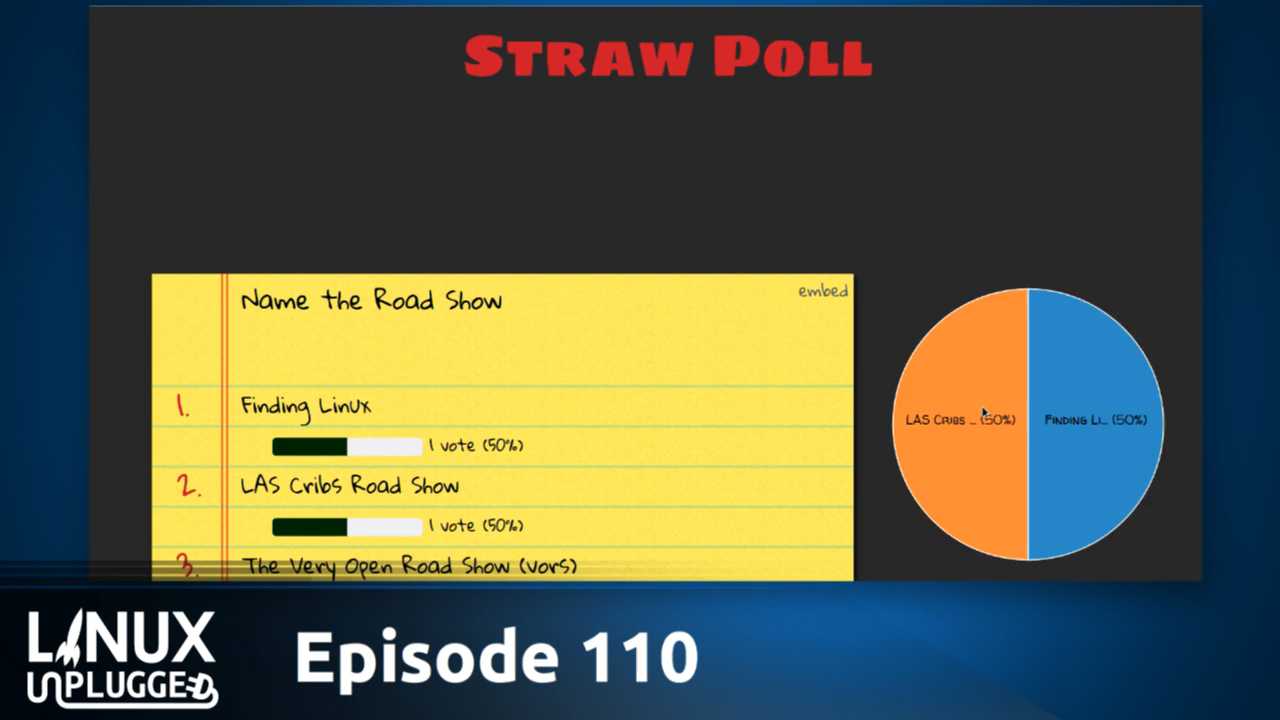 STRAW POLL
Name the Road Show
embed
1. Finding Linux
1 vote (50%)
2. LAS Cribs Road Show
1 vote (50%)
3. The Very Open Road Show (vors)
LAS CRIBS ... (50%)
FINDING LI... (50%)
LINUX
UNPLUGGED
Episode 110